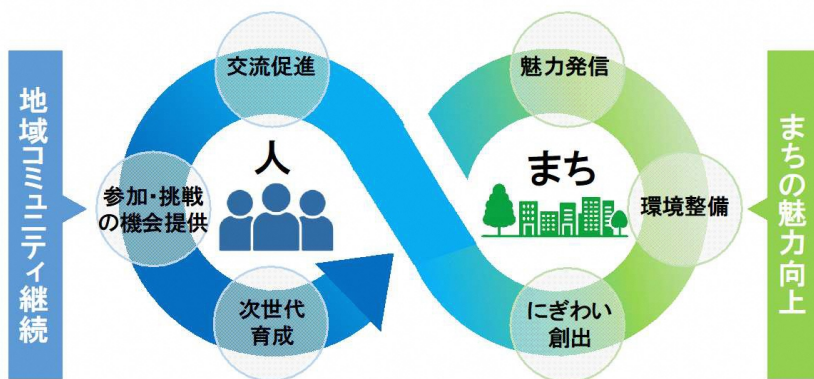 地域コミュニティ継続
交流促進
人
参加・挑戦
の機会提供
次世代
育成
魅力発信
まち
環境整備
にぎわい
創出
まちの魅力向上